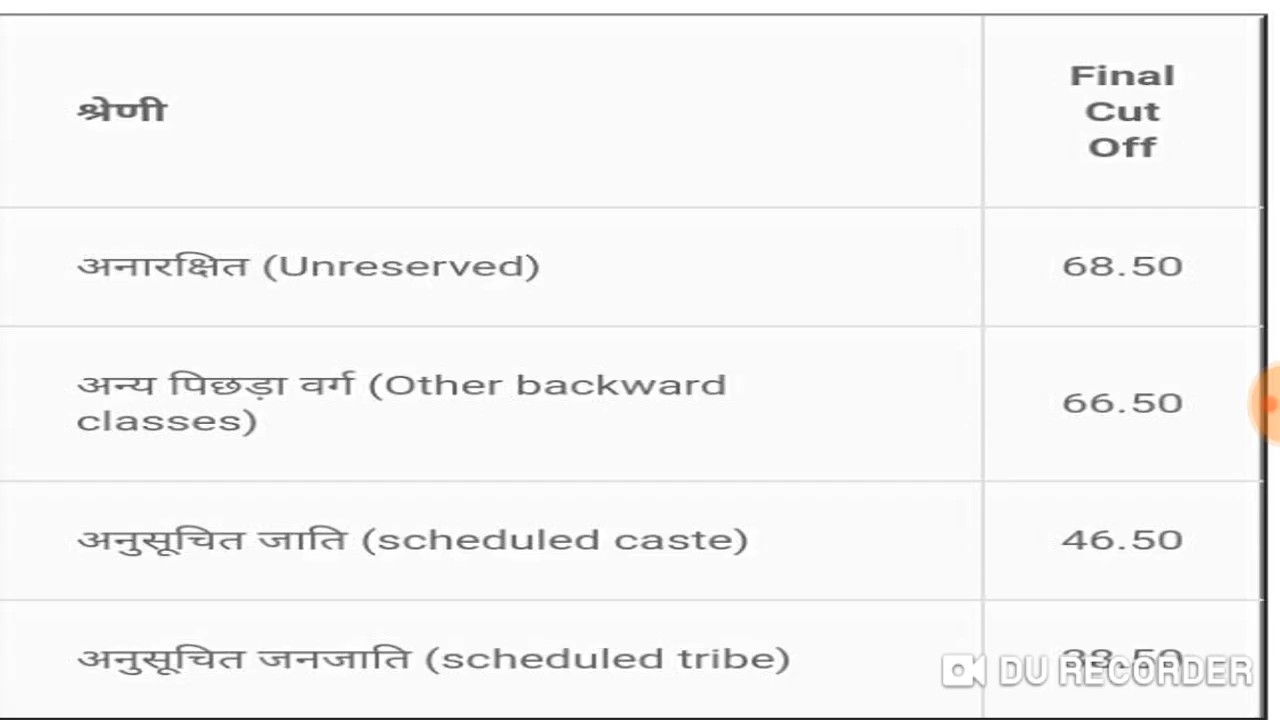 श्रेणी
Final
Cut
Off
अनारक्षित (Unreserved)
68.50
अन्य पिछड़ा वर्ग (Other backward
classes)
66.50
अनुसूचित जाति (scheduled caste)
46.50
अनुसूचित जनजाति (scheduled tribe)
DU RECORDER